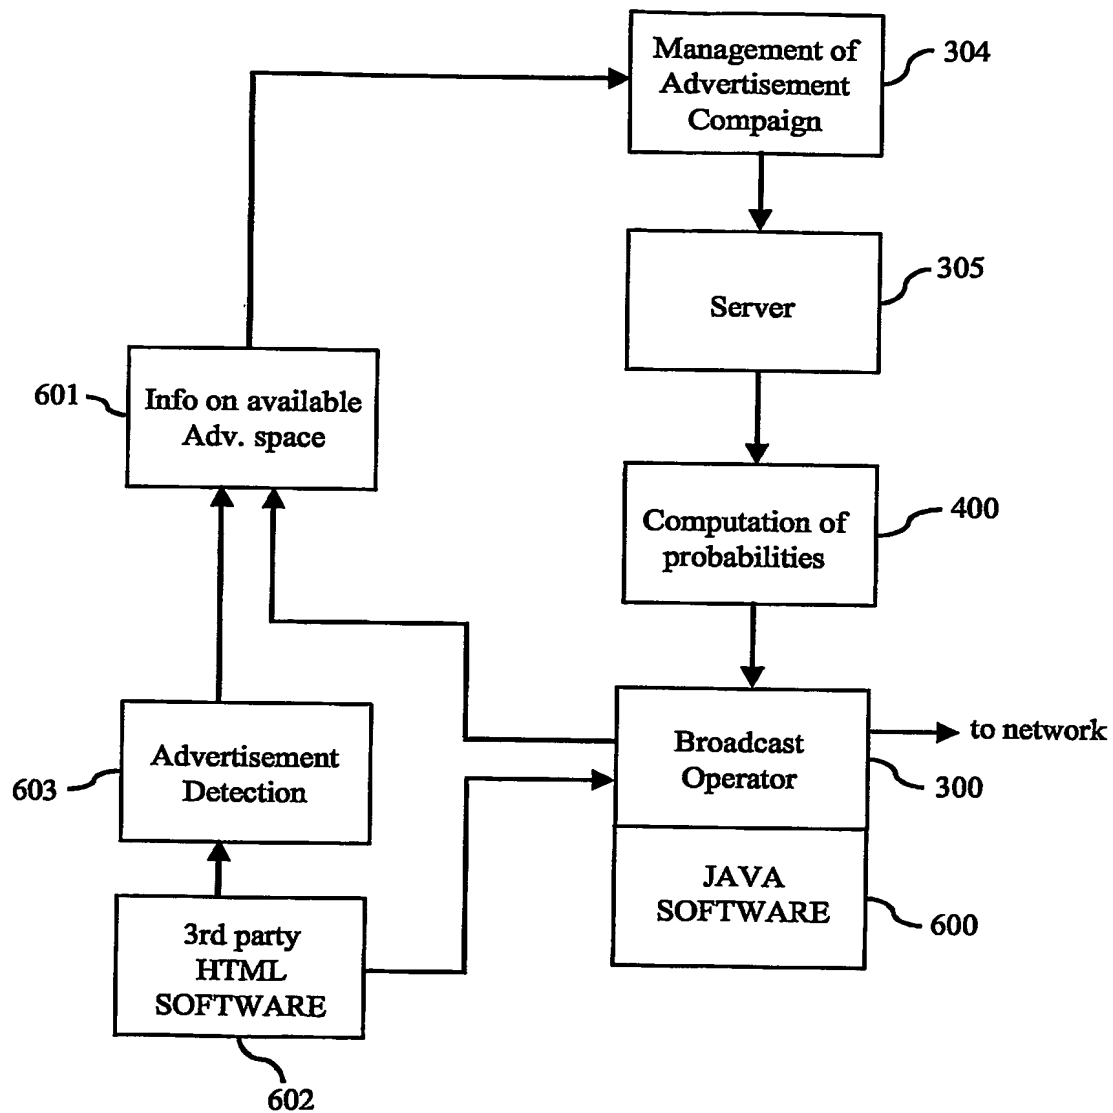 Management of
Advertisement
Compaign
304
Server
305
601
Info on available
Adv. space
Computation of
probabilities
400
Broadcast
Operator
to network
300
603
Advertisement
Detection
JAVA
SOFTWARE
600
3rd party
HTML
SOFTWARE
602